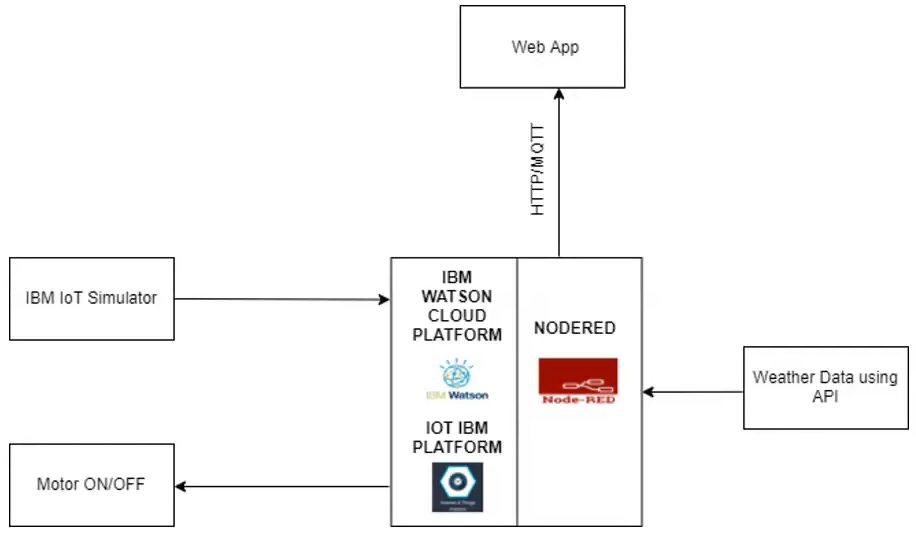 Web App
HTTP/MQTT
IBM IoT Simulator
IBM
WATSON
CLOUD
PLATFORM
IBM Watson
IOT IBM
PLATFORM
NODERED
Node-RED
Weather Data using
API
Motor ON/OFF